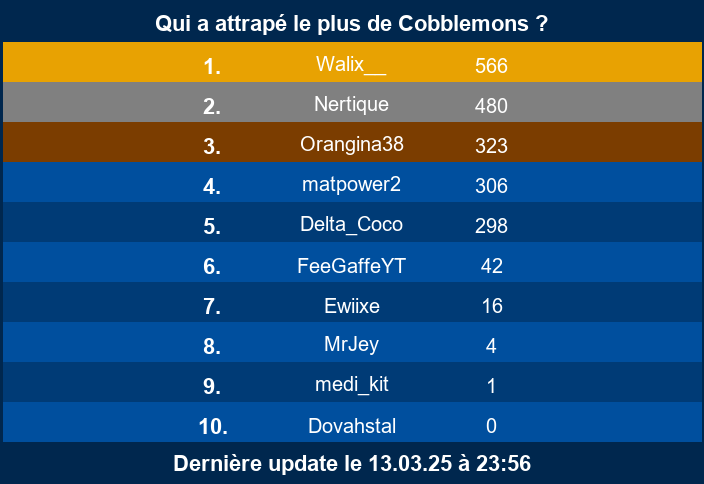 Qui a attrapé le plus de Cobblemons ?
1. Walix__ 566
2. Nertique 480
3. Orangina38 323
4. matpower2 306
5. Delta_Coco 298
6. FeeGaffeYT 42
7. Ewiixe 16
8. MrJey 4
9. medi_kit 1
10. Dovahstal 0
Dernière update le 13.03.25 à 23:56